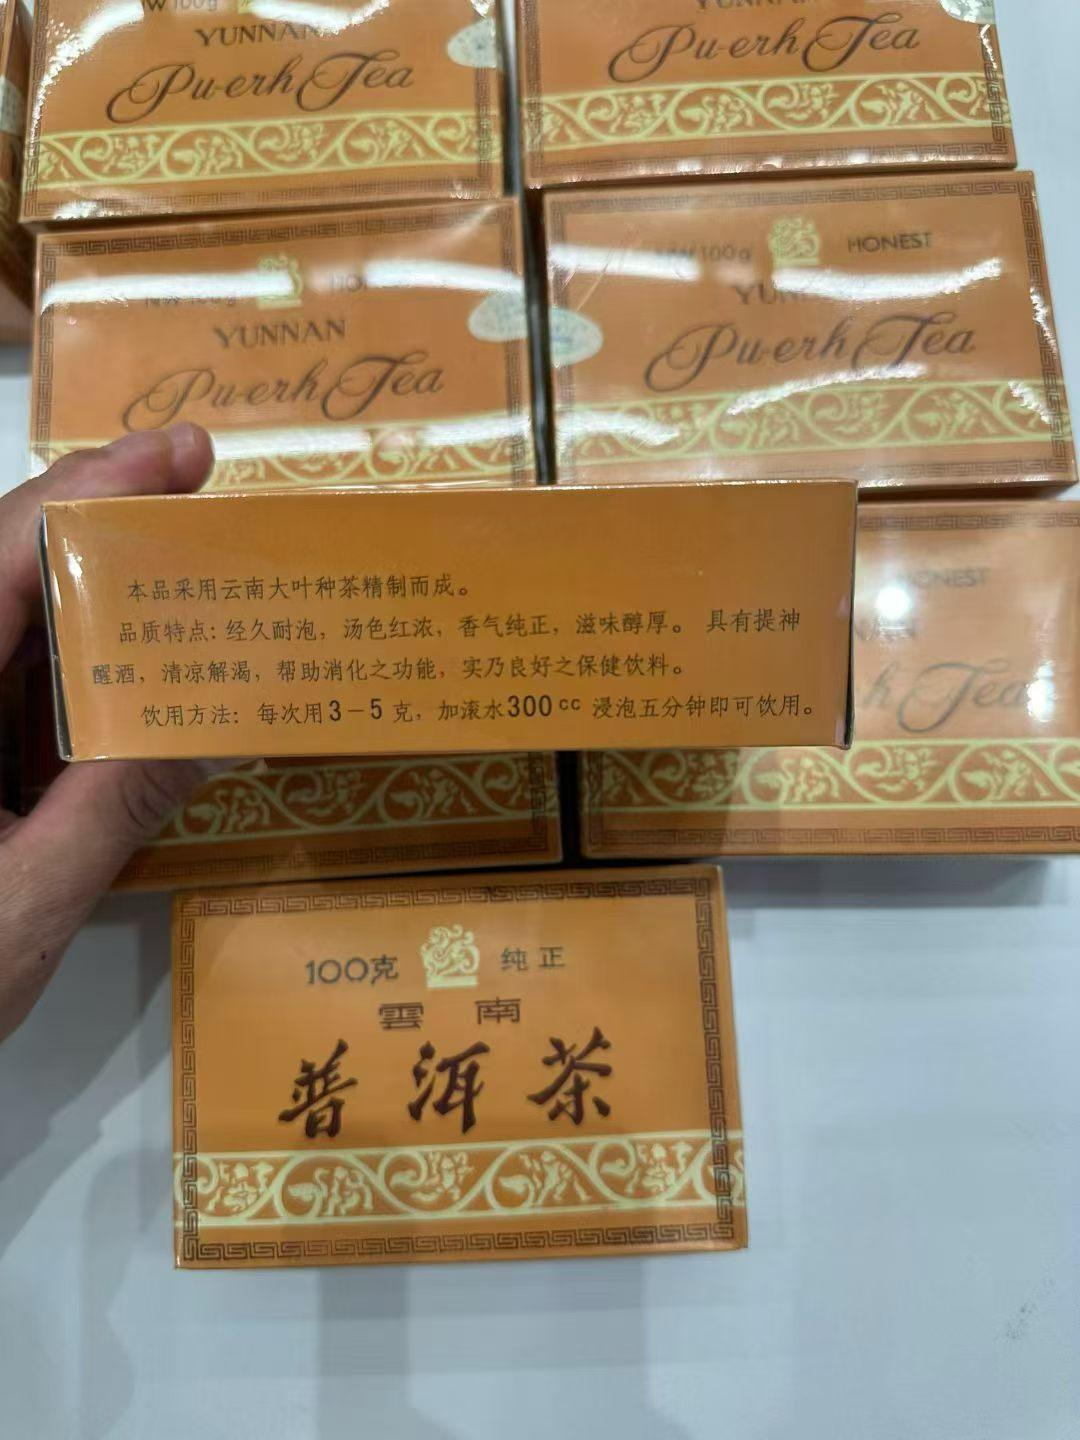 W 100g
YUNNAN
Pu-erh Tea
Pu-erh Tea
NW 100g
YUNNAN
Pu-erh Tea
NW 100g HONEST
Pu-erh Tea
本品采用云南大叶种茶精制而成。
品质特点：经久耐泡，汤色红浓，香气纯正，滋味醇厚。具有提神
醒酒，清凉解渴，帮助消化之功能，实乃良好之保健饮料。
饮用方法：每次用3－5克，加滚水300cc浸泡五分钟即可饮用。
HONEST
Tea
100克 纯正
雲南
普洱茶